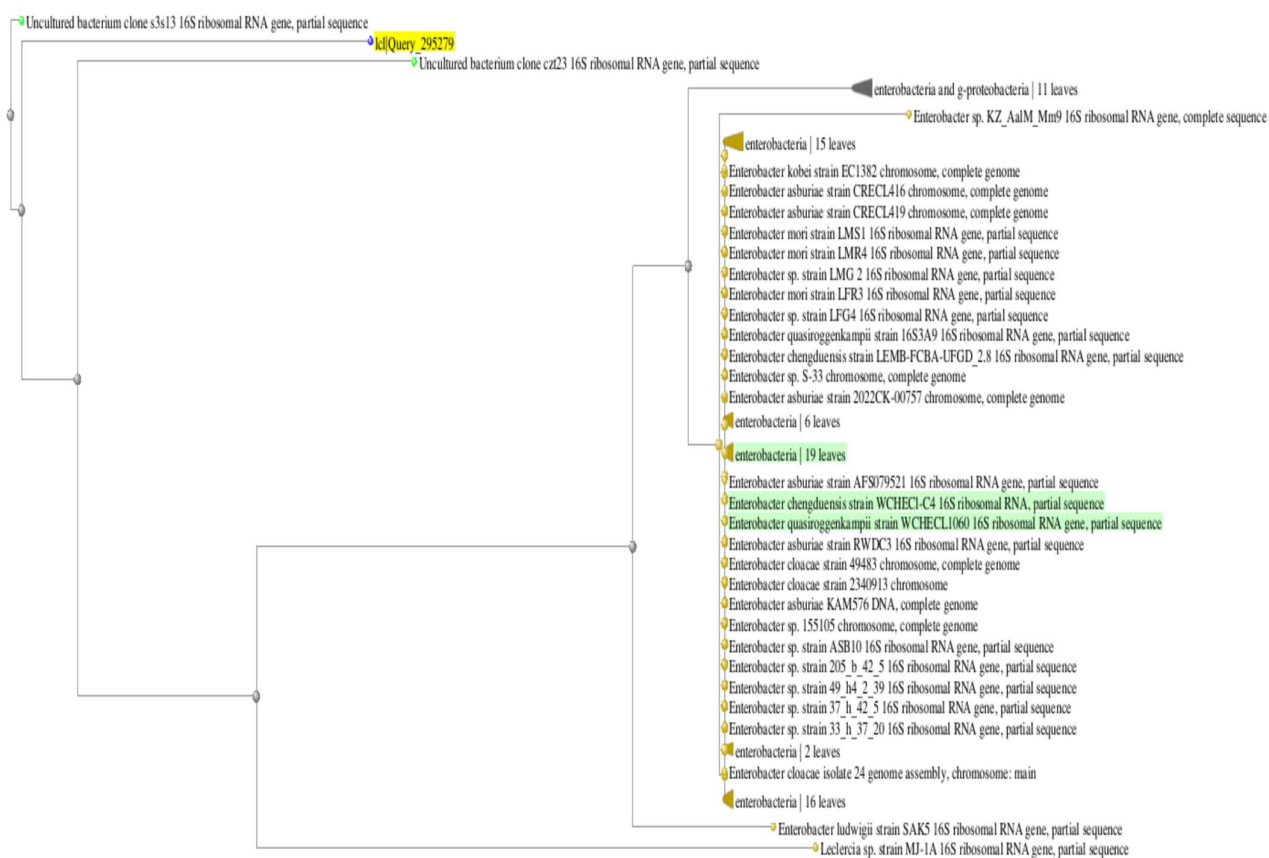 Uncultured bacterium clone s3s13 16S ribosomal RNA gene, partial sequence
lcl|Query_295279
Uncultured bacterium clone czt23 16S ribosomal RNA gene, partial sequence
enterobacteria and g-proteobacteria | 11 leaves
Enterobacter sp. KZ_AalM_Mm9 16S ribosomal RNA gene, complete sequence
enterobacteria | 15 leaves
Enterobacter kobei strain EC1382 chromosome, complete genome
Enterobacter asburiae strain CRECL416 chromosome, complete genome
Enterobacter asburiae strain CRECL419 chromosome, complete genome
Enterobacter mori strain LMS1 16S ribosomal RNA gene, partial sequence
Enterobacter mori strain LMR4 16S ribosomal RNA gene, partial sequence
Enterobacter sp. strain LMG 2 16S ribosomal RNA gene, partial sequence
Enterobacter mori strain LFR3 16S ribosomal RNA gene, partial sequence
Enterobacter sp. strain LFG4 16S ribosomal RNA gene, partial sequence
Enterobacter quasiroggenkampii strain 16S3A9 16S ribosomal RNA gene, partial sequence
Enterobacter chengduensis strain LEMB-FCBA-UFGD_2.8 16S ribosomal RNA gene, partial sequence
Enterobacter sp. S-33 chromosome, complete genome
Enterobacter asburiae strain 2022CK-00757 chromosome, complete genome
enterobacteria | 6 leaves
enterobacteria | 19 leaves
Enterobacter asburiae strain AFS079521 16S ribosomal RNA gene, partial sequence
Enterobacter chengduensis strain WCHECl-C4 16S ribosomal RNA, partial sequence
Enterobacter quasiroggenkampii strain WCHECL1060 16S ribosomal RNA gene, partial sequence
Enterobacter asburiae strain RWDC3 16S ribosomal RNA gene, partial sequence
Enterobacter cloacae strain 49483 chromosome, complete genome
Enterobacter cloacae strain 2340913 chromosome
Enterobacter asburiae KAM576 DNA, complete genome
Enterobacter sp. 155105 chromosome, complete genome
Enterobacter sp. strain ASB10 16S ribosomal RNA gene, partial sequence
Enterobacter sp. strain 205_b_42_5 16S ribosomal RNA gene, partial sequence
Enterobacter sp. strain 49_h4_2_39 16S ribosomal RNA gene, partial sequence
Enterobacter sp. strain 37_h_42_5 16S ribosomal RNA gene, partial sequence
Enterobacter sp. strain 33_h_37_20 16S ribosomal RNA gene, partial sequence
enterobacteria | 2 leaves
Enterobacter cloacae isolate 24 genome assembly, chromosome: main
enterobacteria | 16 leaves
Enterobacter ludwigii strain SAK5 16S ribosomal RNA gene, partial sequence
Leclercia sp. strain MJ-1A 16S ribosomal RNA gene, partial sequence